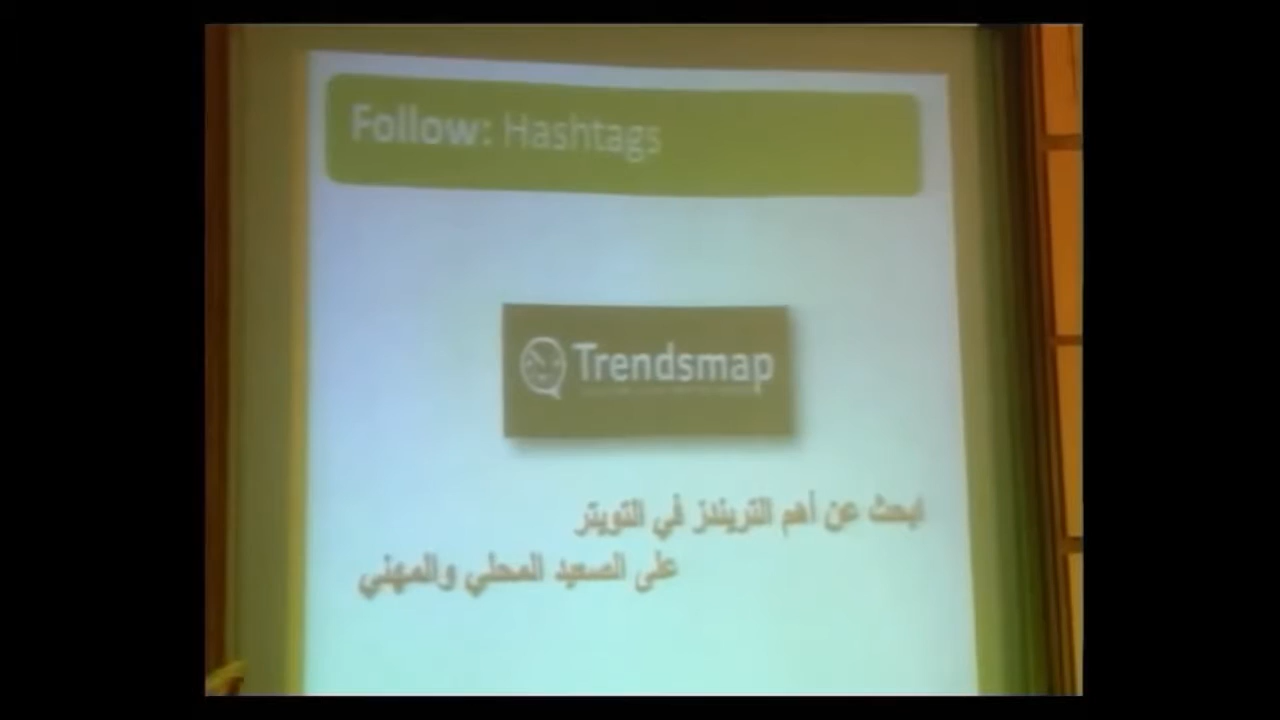 Follow: Hashtags
Trendsmap
ابحث عن أهم التريندز في التويتر
على الصعيد المحلي والمهني